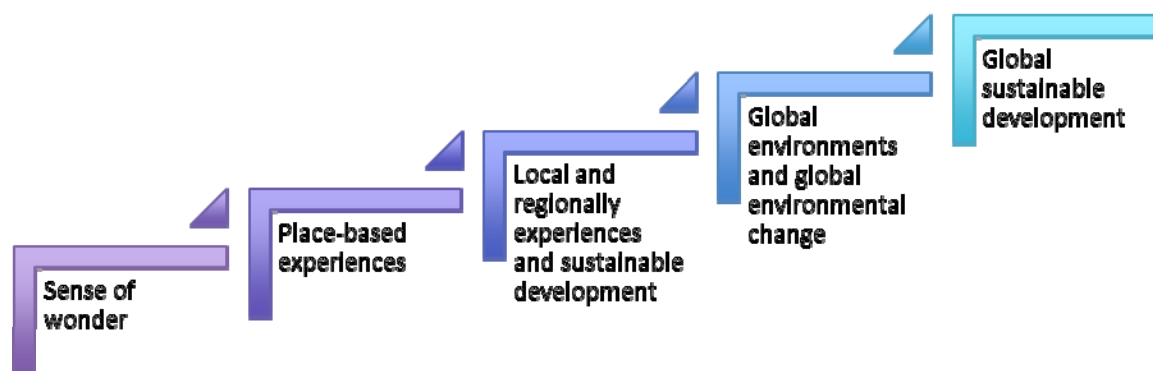 Sense of
wonder
Place-based
experiences
Local and
regionally
experiences
and sustainable
development
Global
environments
and global
environmental
change
Global
sustainable
development